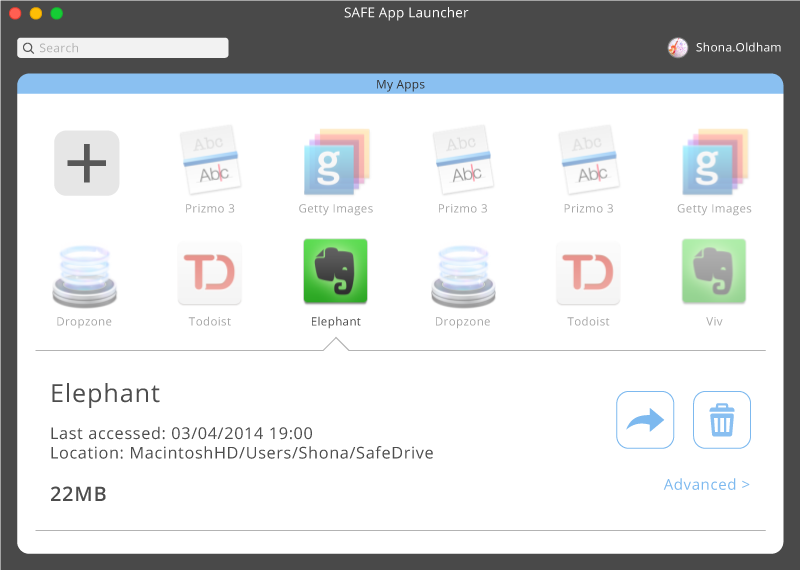 SAFE App Launcher
Search
Shona.Oldham
My Apps
Abc
Abc
g
Abc
Abc
Abc
Abc
g
Prizmo 3
Getty Images
Prizmo 3
Prizmo 3
Getty Images
TD
TD
Dropzone
Todoist
Elephant
Dropzone
Todoist
Viv
Elephant
Last accessed: 03/04/2014 19:00
Location: MacintoshHD/Users/Shona/SafeDrive
22MB
Advanced >